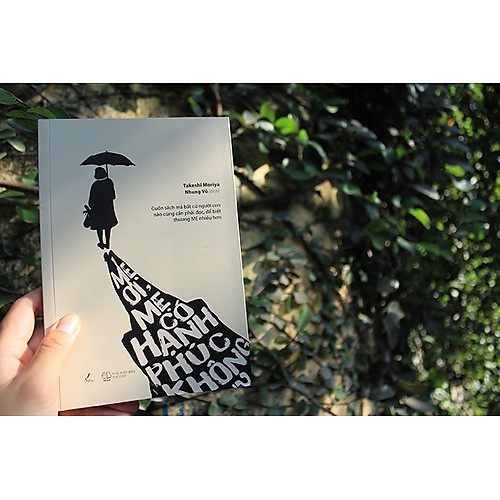 Takeshi Moriya
Nhung Vũ (dịch)
Cuốn sách mà bất cứ người con
nào cũng cần phải đọc, để biết
thương MẸ nhiều hơn
MẸ
ƠI,
MẸ
CÓ
HẠNH
PHÚC
KHÔNG
?